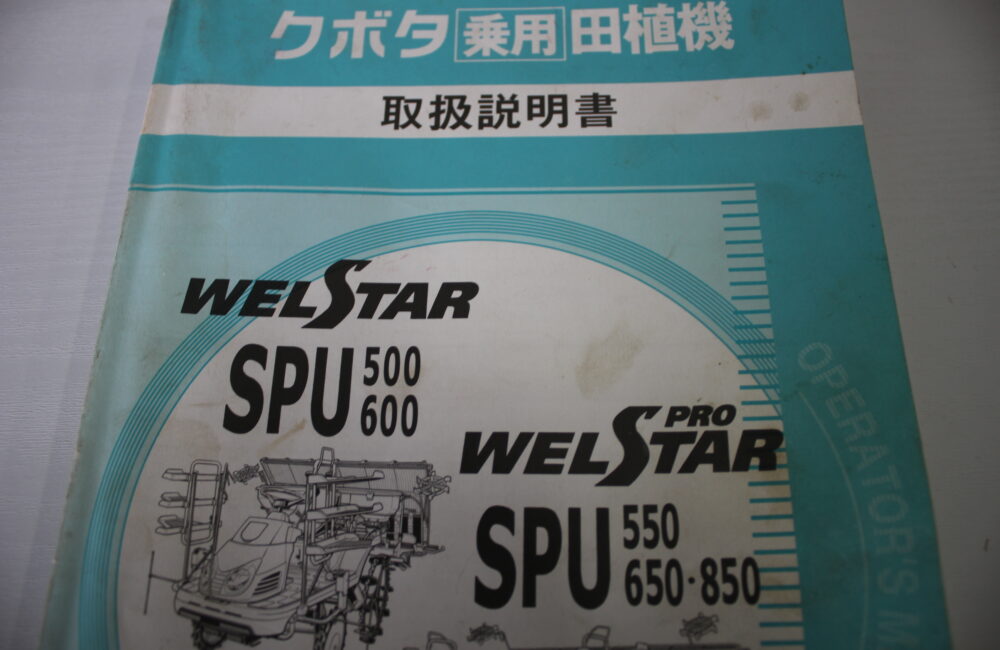 クボタ乗用田植機
取扱説明書
WELSTAR
SPU 500
600
PRO
WELSTAR
SPU 550
650・850
OPERATOR'S M